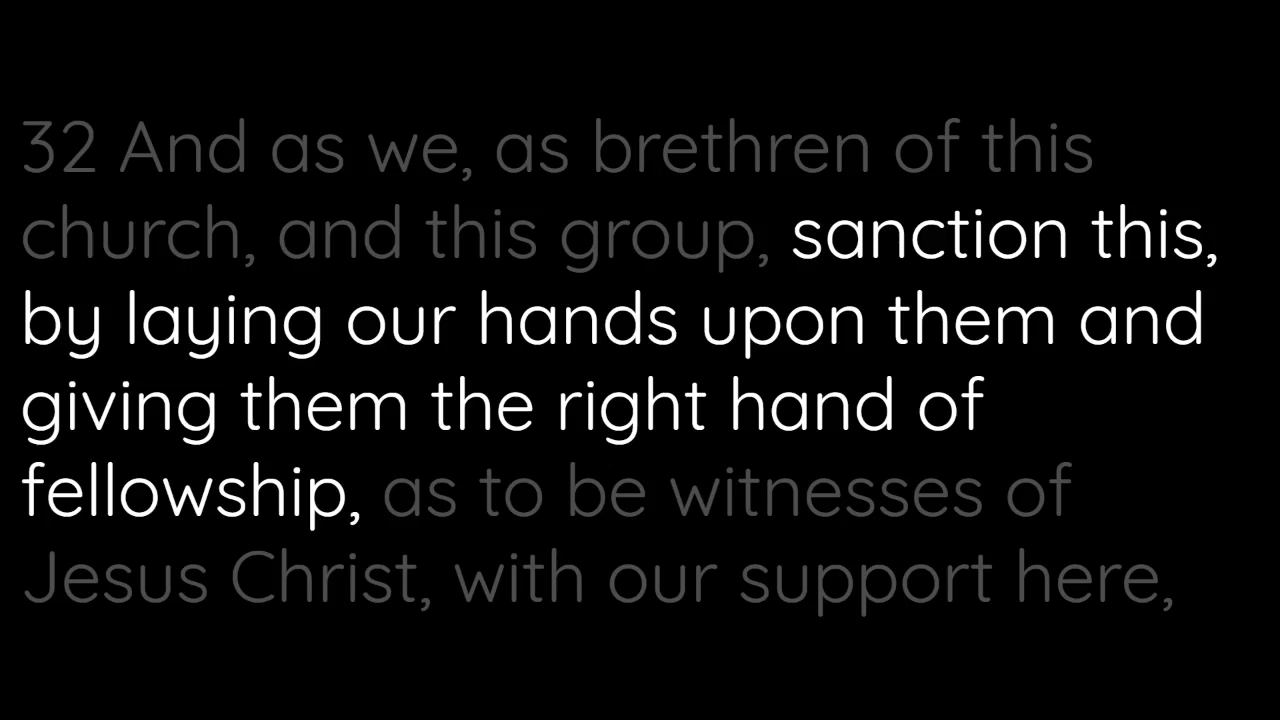 32 And as we, as brethren of this
church, and this group, sanction this,
by laying our hands upon them and
giving them the right hand of
fellowship, as to be witnesses of
Jesus Christ, with our support here,